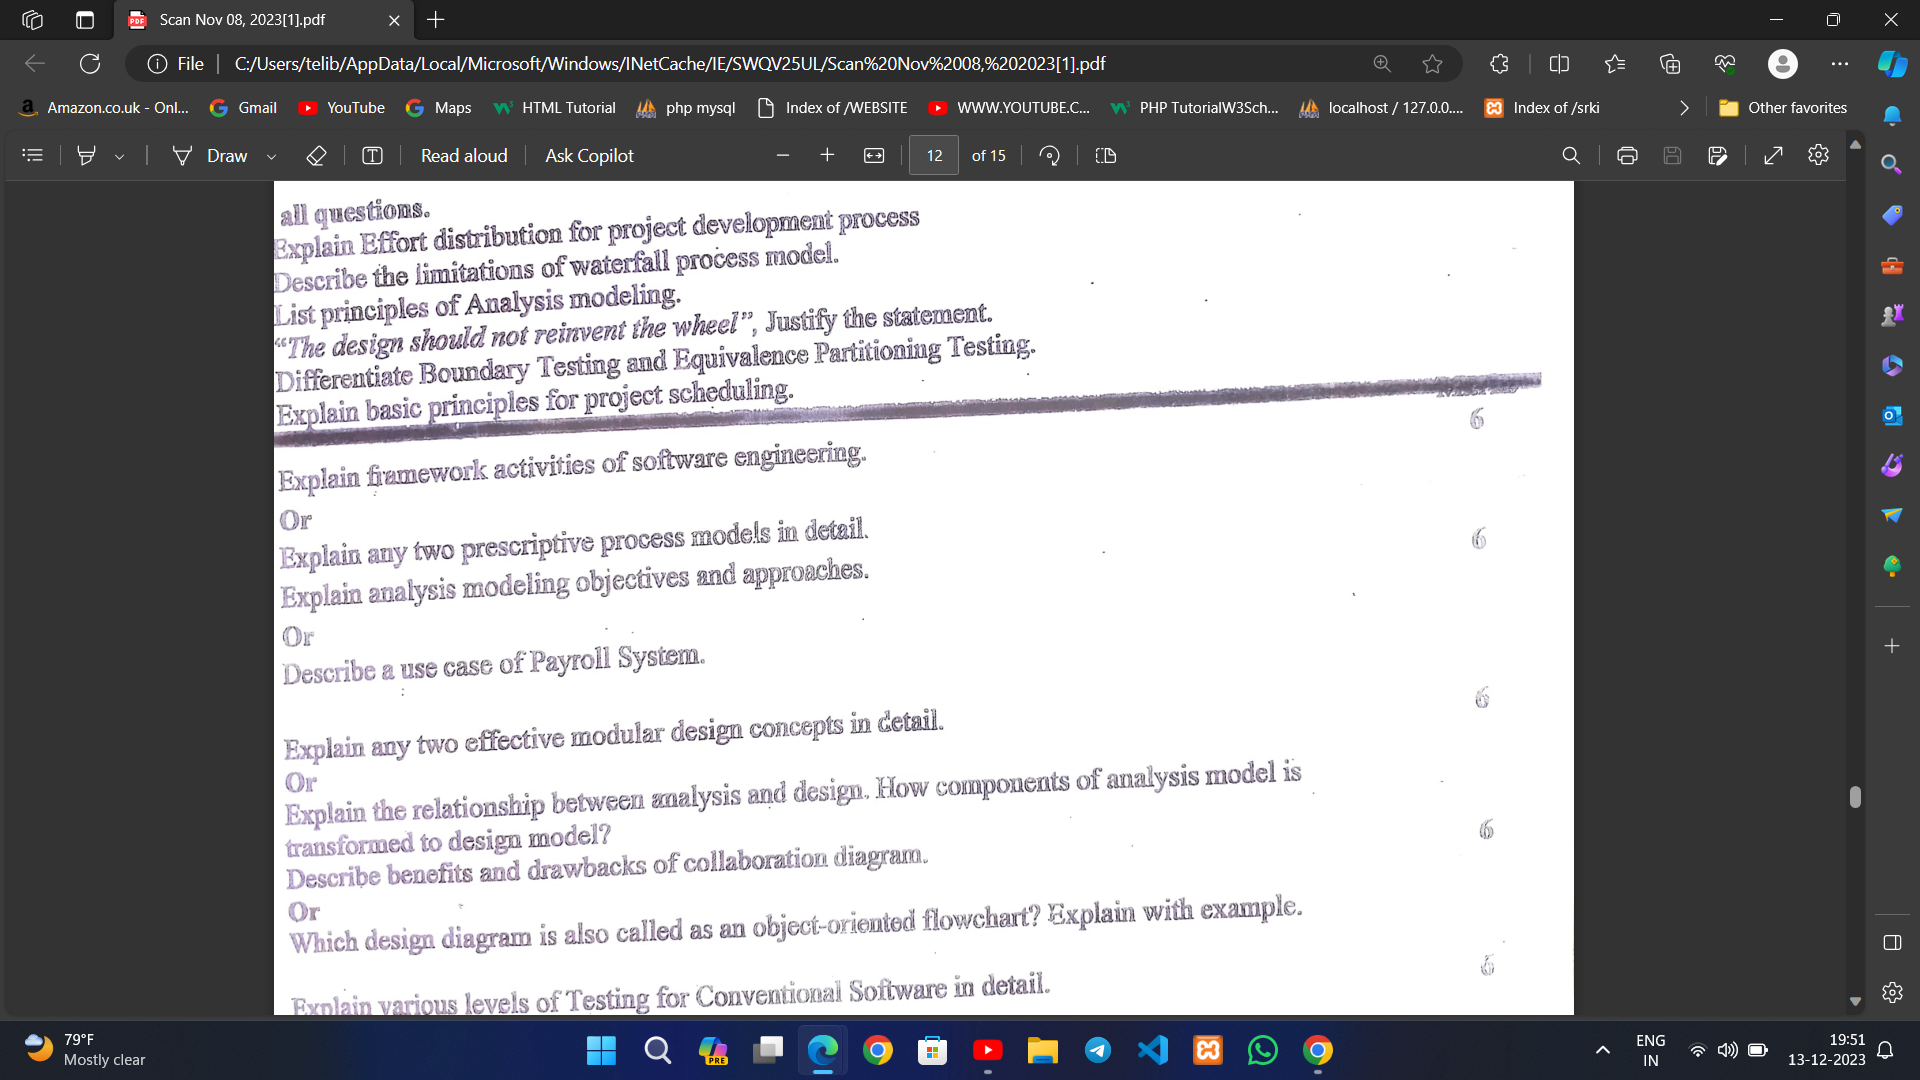 Scan Nov 08, 2023[1].pdf
File
C:/Users/telib/AppData/Local/Microsoft/Windows/INetCache/IE/SWQV25UL/Scan%20Nov%2008,%202023[1].pdf
Amazon.co.uk - Onl...
Gmail
YouTube
Maps
HTML Tutorial
php mysql
Index of /WEBSITE
WWW.YOUTUBE.C...
PHP TutorialW3Sch...
localhost / 127.0.0....
Index of /srki
Other favorites
Draw
Read aloud
Ask Copilot
12 of 15
all questions.
Explain Effort distribution for project development process
Describe the limitations of waterfall process model.
List principles of Analysis modeling.
“The design should not reinvent the wheel”, Justify the statement.
Differentiate Boundary Testing and Equivalence Partitioning Testing.
Explain basic principles for project scheduling.
6
Explain framework activities of software engineering.
Or
Explain any two prescriptive process models in detail.
6
Explain analysis modeling objectives and approaches.
Or
Describe a use case of Payroll System.
6
Explain any two effective modular design concepts in detail.
Or
Explain the relationship between analysis and design. How components of analysis model is
transformed to design model?
6
Describe benefits and drawbacks of collaboration diagram.
Or
Which design diagram is also called as an object-oriented flowchart? Explain with example.
6
Explain various levels of Testing for Conventional Software in detail.
79°F
Mostly clear
PRE
ENG
IN
19:51
13-12-2023